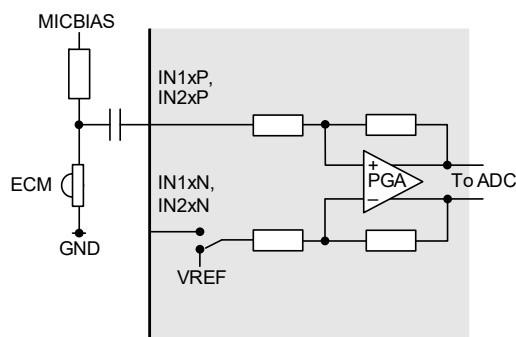 MICBIAS
IN1xP,
IN2xP
+
PGA
To ADC
−
ECM
IN1xN,
IN2xN
GND
VREF